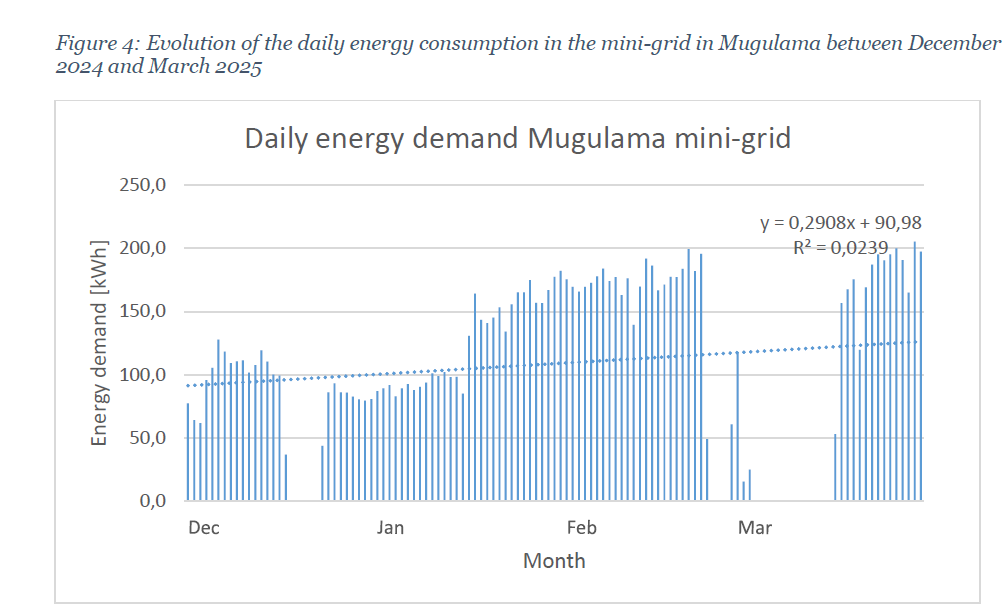 Figure 4: Evolution of the daily energy consumption in the mini-grid in Mugulama between December
2024 and March 2025
Daily energy demand Mugulama mini-grid
250,0
y = 0,2908x + 90,98
200,0
R² = 0,0239
150,0
100,0
50,0
0,0
Energy demand [kWh]
Dec Jan Feb Mar
Month